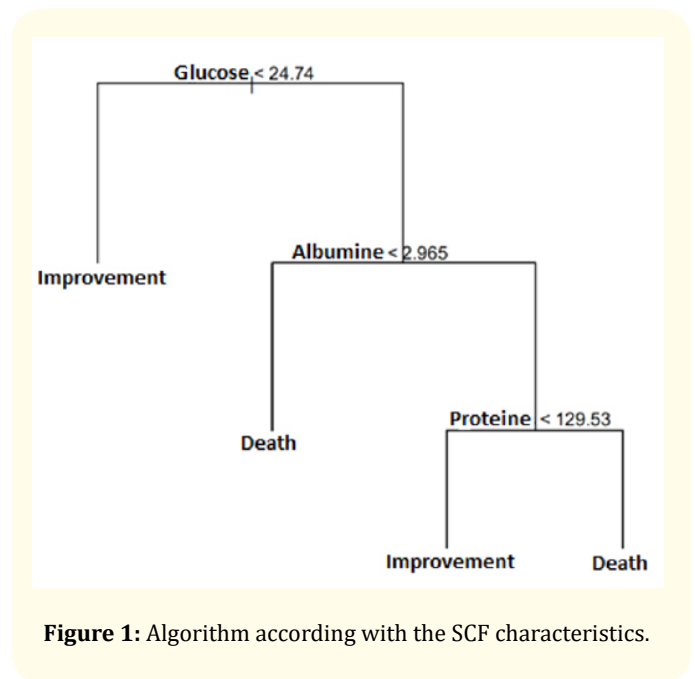 Glucose < 24.74
Improvement
Albumine < 2.965
Death
Proteine < 129.53
Improvement Death
Figure 1: Algorithm according with the SCF characteristics.